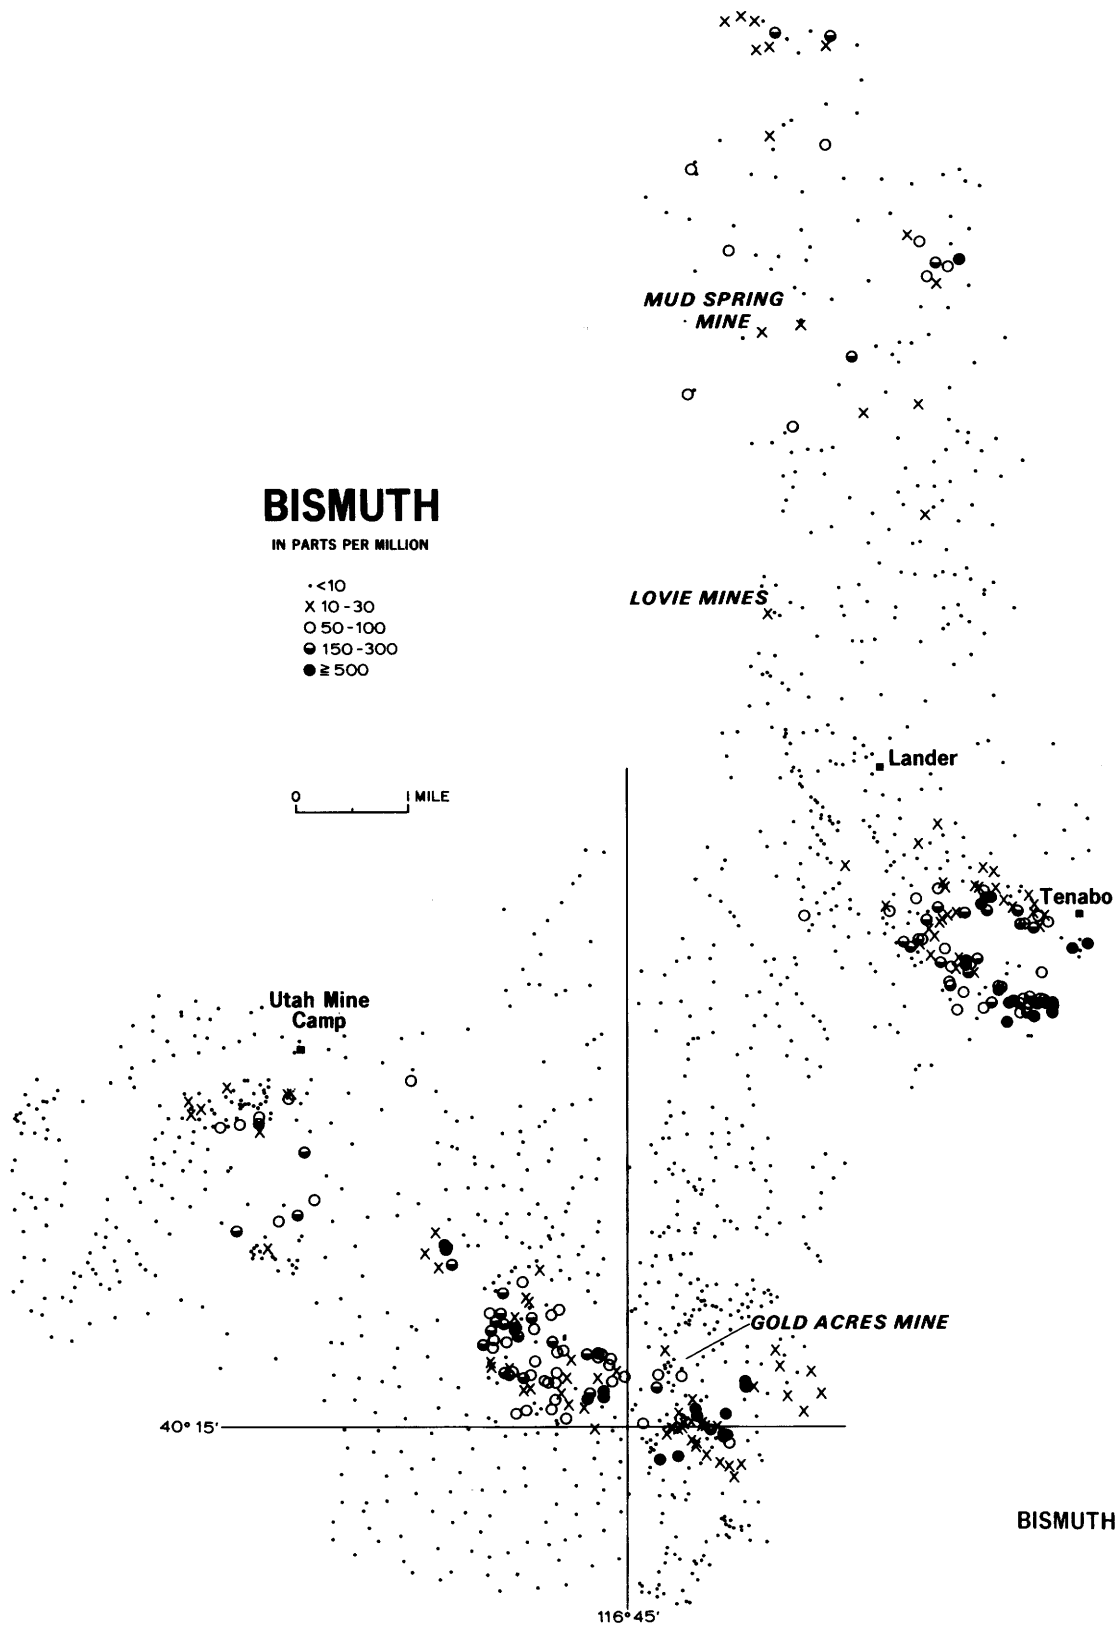 MUD SPRING
MINE
BISMUTH
IN PARTS PER MILLION
<10
10-30
50-100
150-300
≧500
LOVIE MINES
Lander
0 1 MILE
Tenabo
Utah Mine
Camp
GOLD ACRES MINE
40° 15'
BISMUTH
116° 45'